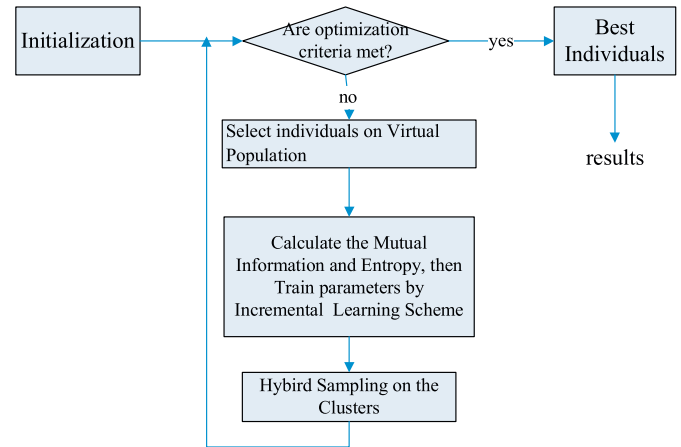 Initialization
Are optimization
criteria met?
yes
Best
Individuals
no
results
Select individuals on Virtual
Population
Calculate the Mutual
Information and Entropy, then
Train parameters by
Incremental Learning Scheme
Hybird Sampling on the
Clusters